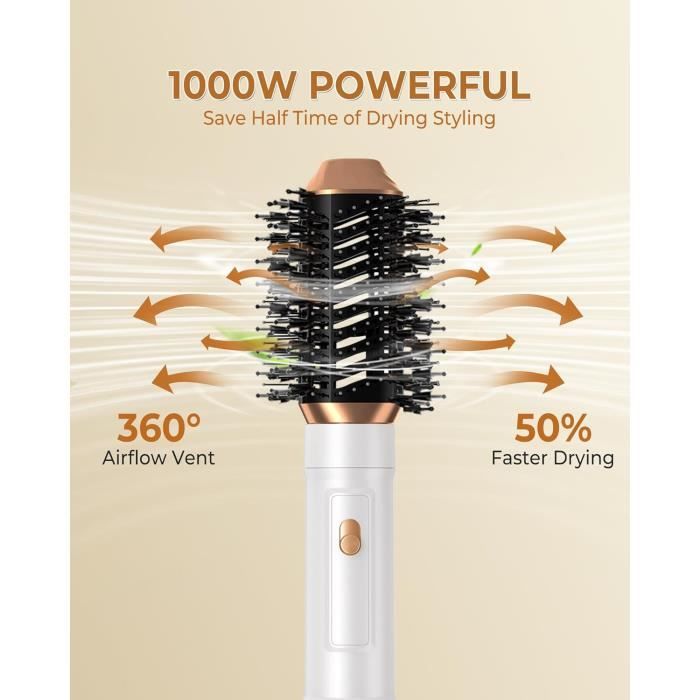 1000W POWERFUL
Save Half Time of Drying Styling
360°
Airflow Vent
50%
Faster Drying